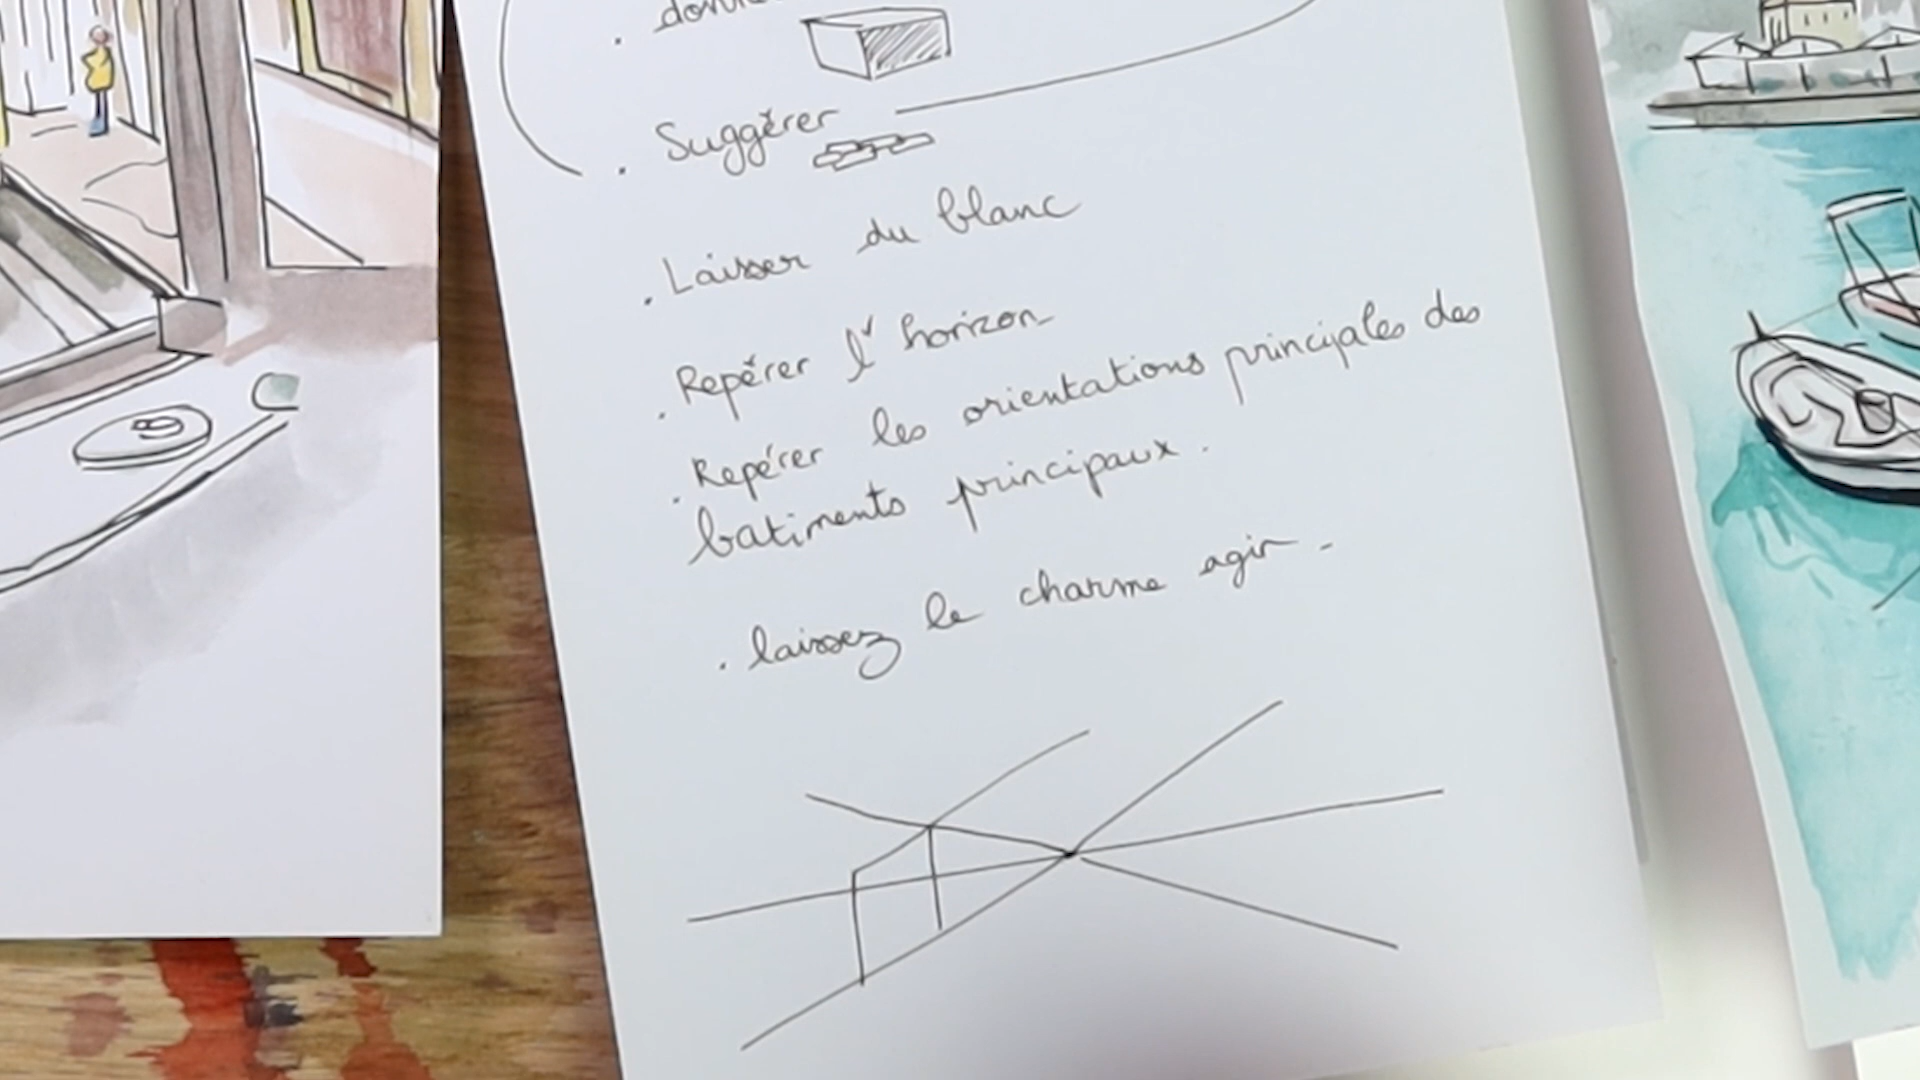 . Suggérer
. Laisser du blanc
. Repérer l'horizon
. Repérer les orientations principales des
batiments principaux.
. laissez le charme agir.